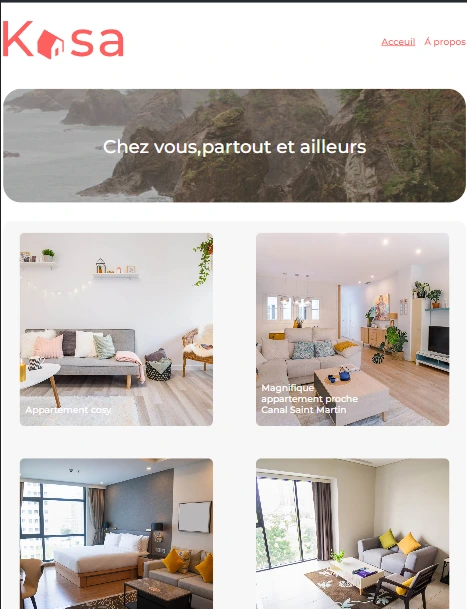 Kasa
Acceuil
Á propos
Chez vous,partout et ailleurs
Appartement cosy
Magnifique
appartement proche
Canal Saint Martin